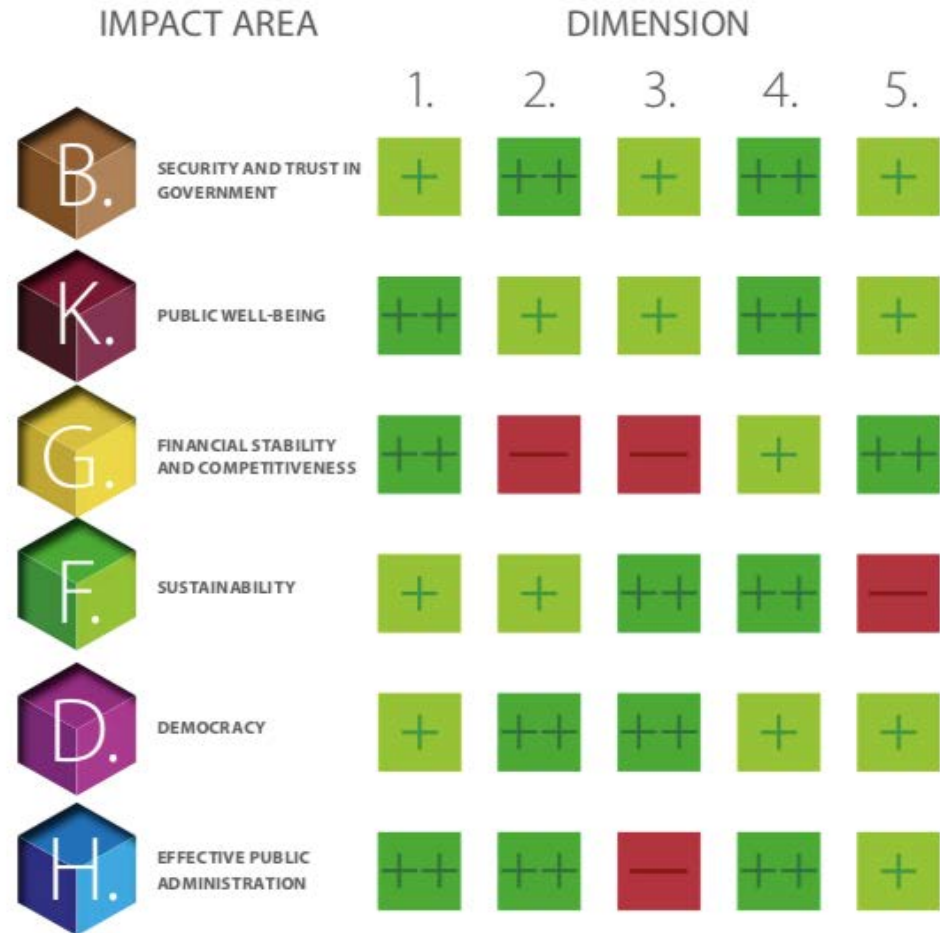 IMPACT AREA DIMENSION
1. 2. 3. 4. 5.
B. SECURITY AND TRUST IN
GOVERNMENT
+ ++ + ++ +
K. PUBLIC WELL-BEING ++ + + ++ +
G. FINANCIAL STABILITY
AND COMPETITIVENESS
++ — — + ++
F. SUSTAINABILITY + + ++ ++ —
D. DEMOCRACY + ++ ++ + +
H. EFFECTIVE PUBLIC
ADMINISTRATION
++ ++ — ++ +